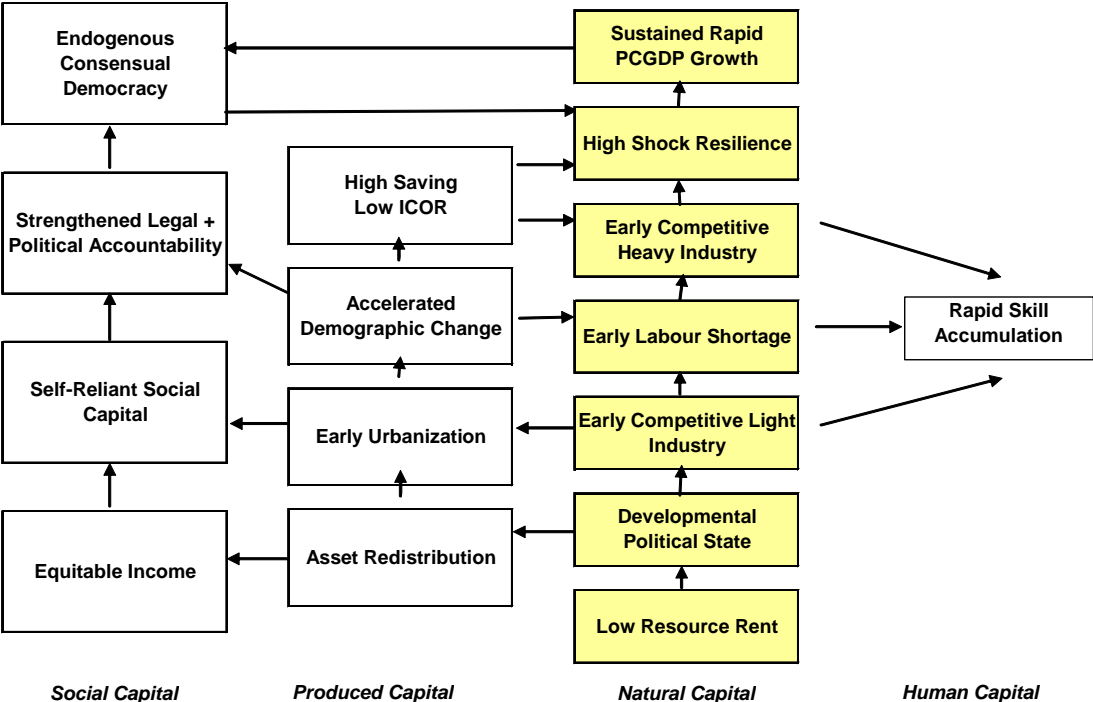 Endogenous
Consensual
Democracy
Sustained Rapid
PCGDP Growth
High Shock Resilience
High Saving
Low ICOR
Strengthened Legal +
Political Accountability
Early Competitive
Heavy Industry
Accelerated
Demographic Change
Early Labour Shortage
Rapid Skill
Accumulation
Self-Reliant Social
Capital
Early Urbanization
Early Competitive Light
Industry
Developmental
Political State
Equitable Income
Asset Redistribution
Low Resource Rent
Social Capital
Produced Capital
Natural Capital
Human Capital